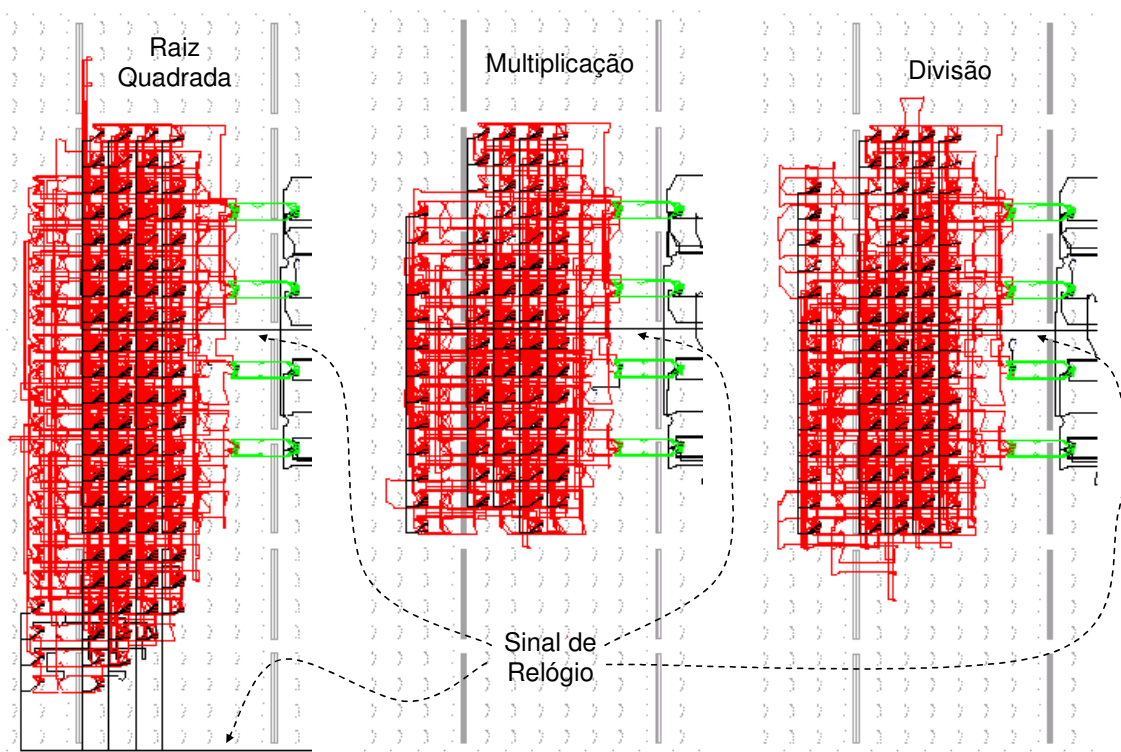 Raiz
Quadrada
Multiplicação
Divisão
Sinal de
Relógio